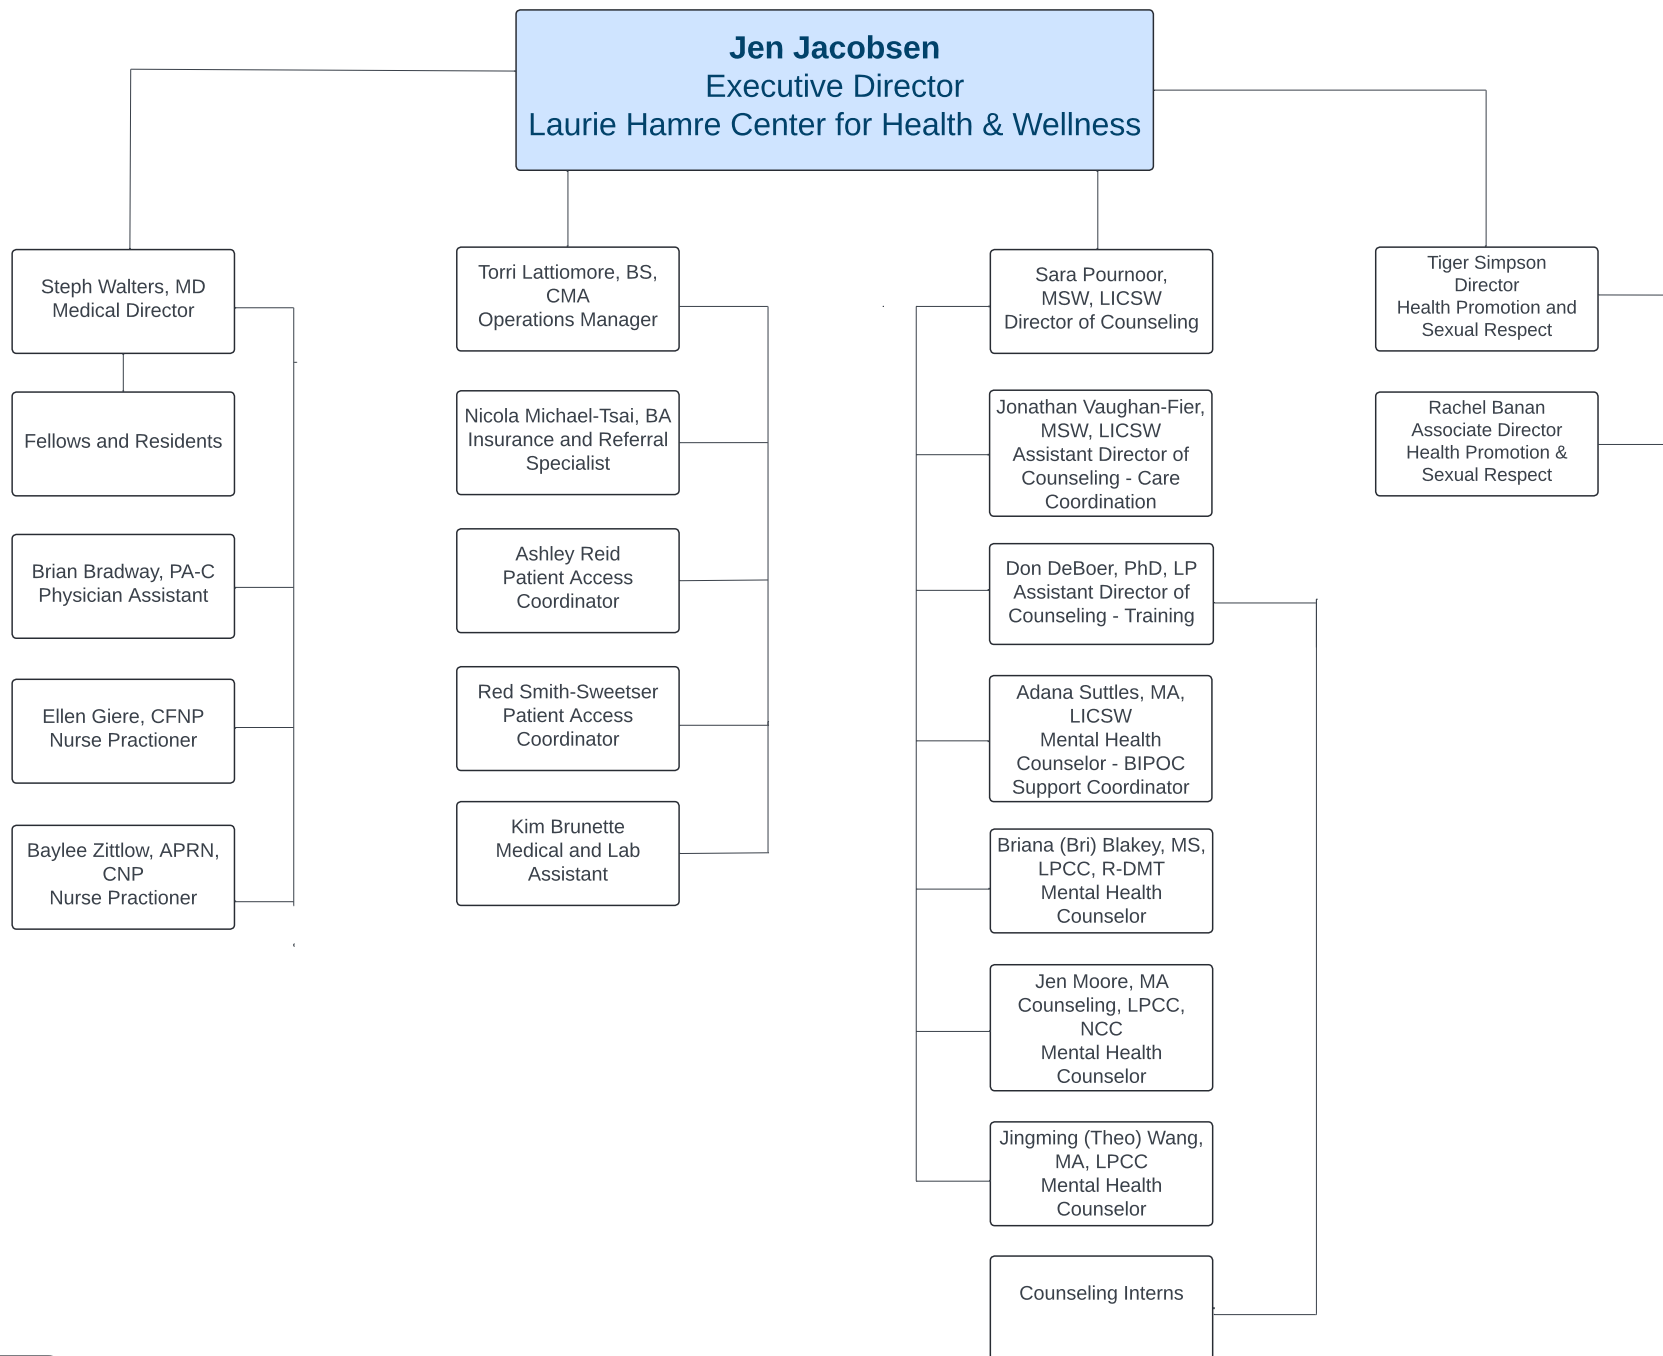 Jen Jacobsen
Executive Director
Laurie Hamre Center for Health & Wellness
Steph Walters, MD
Medical Director
Fellows and Residents
Brian Bradway, PA-C
Physician Assistant
Ellen Giere, CFNP
Nurse Practioner
Baylee Zittlow, APRN,
CNP
Nurse Practioner
Torri Lattiomore, BS,
CMA
Operations Manager
Nicola Michael-Tsai, BA
Insurance and Referral
Specialist
Ashley Reid
Patient Access
Coordinator
Red Smith-Sweetser
Patient Access
Coordinator
Kim Brunette
Medical and Lab
Assistant
Sara Pournoor,
MSW, LICSW
Director of Counseling
Jonathan Vaughan-Fier,
MSW, LICSW
Assistant Director of
Counseling - Care
Coordination
Don DeBoer, PhD, LP
Assistant Director of
Counseling - Training
Adana Suttles, MA,
LICSW
Mental Health
Counselor - BIPOC
Support Coordinator
Briana (Bri) Blakey, MS,
LPCC, R-DMT
Mental Health
Counselor
Jen Moore, MA
Counseling, LPCC,
NCC
Mental Health
Counselor
Jingming (Theo) Wang,
MA, LPCC
Mental Health
Counselor
Counseling Interns
Tiger Simpson
Director
Health Promotion and
Sexual Respect
Rachel Banan
Associate Director
Health Promotion &
Sexual Respect